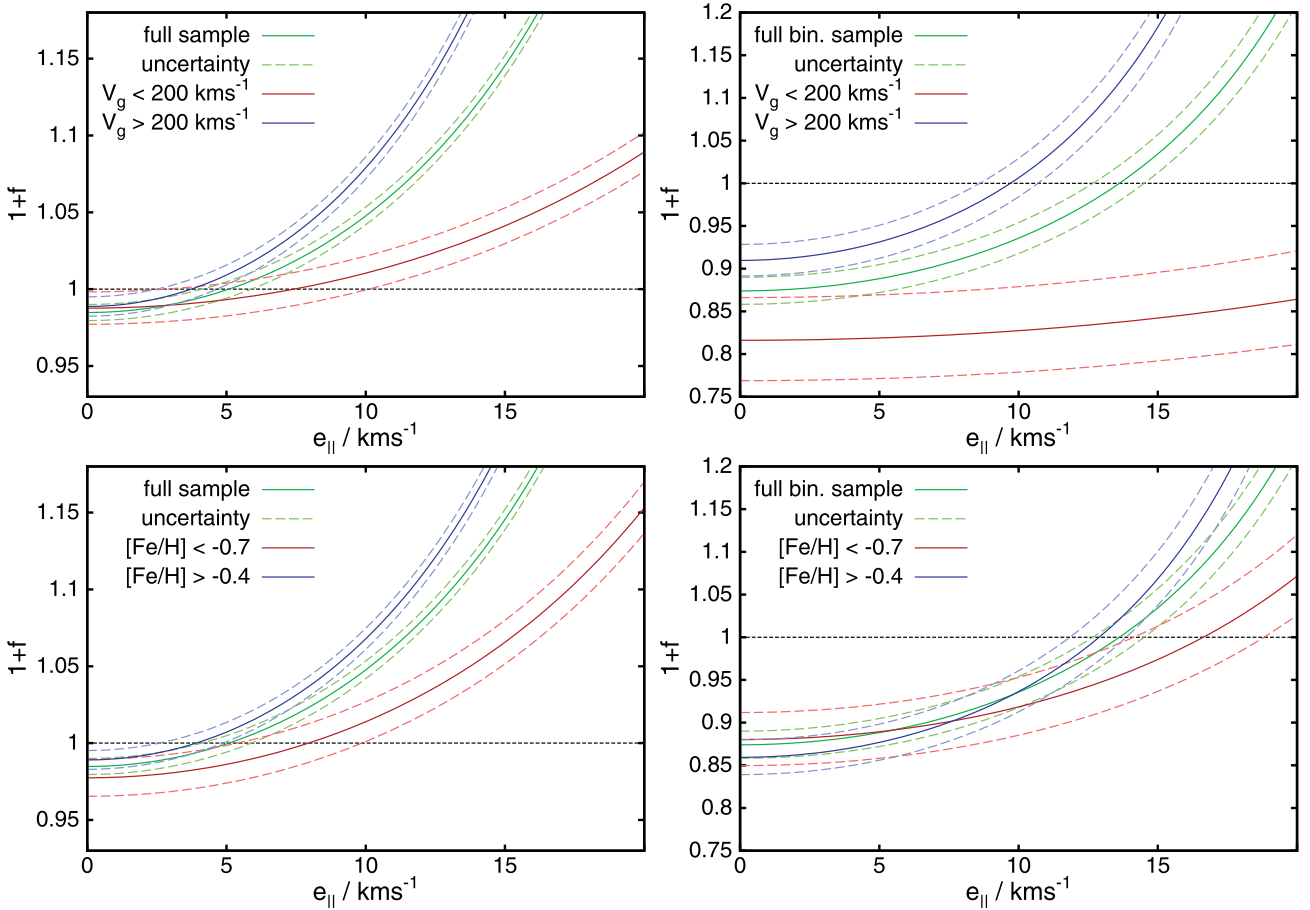 full sample
uncertainty
V_g < 200 kms^-1
V_g > 200 kms^-1
1.15
1.1
1.05
1
0.95
1+f
0 5 10 15
e_|| / kms^-1
full bin. sample
uncertainty
V_g < 200 kms^-1
V_g > 200 kms^-1
1.2
1.15
1.1
1.05
1
0.95
0.9
0.85
0.8
0.75
1+f
0 5 10 15
e_|| / kms^-1
full sample
uncertainty
[Fe/H] < -0.7
[Fe/H] > -0.4
1.15
1.1
1.05
1
0.95
1+f
0 5 10 15
e_|| / kms^-1
full bin. sample
uncertainty
[Fe/H] < -0.7
[Fe/H] > -0.4
1.2
1.15
1.1
1.05
1
0.95
0.9
0.85
0.8
0.75
1+f
0 5 10 15
e_|| / kms^-1